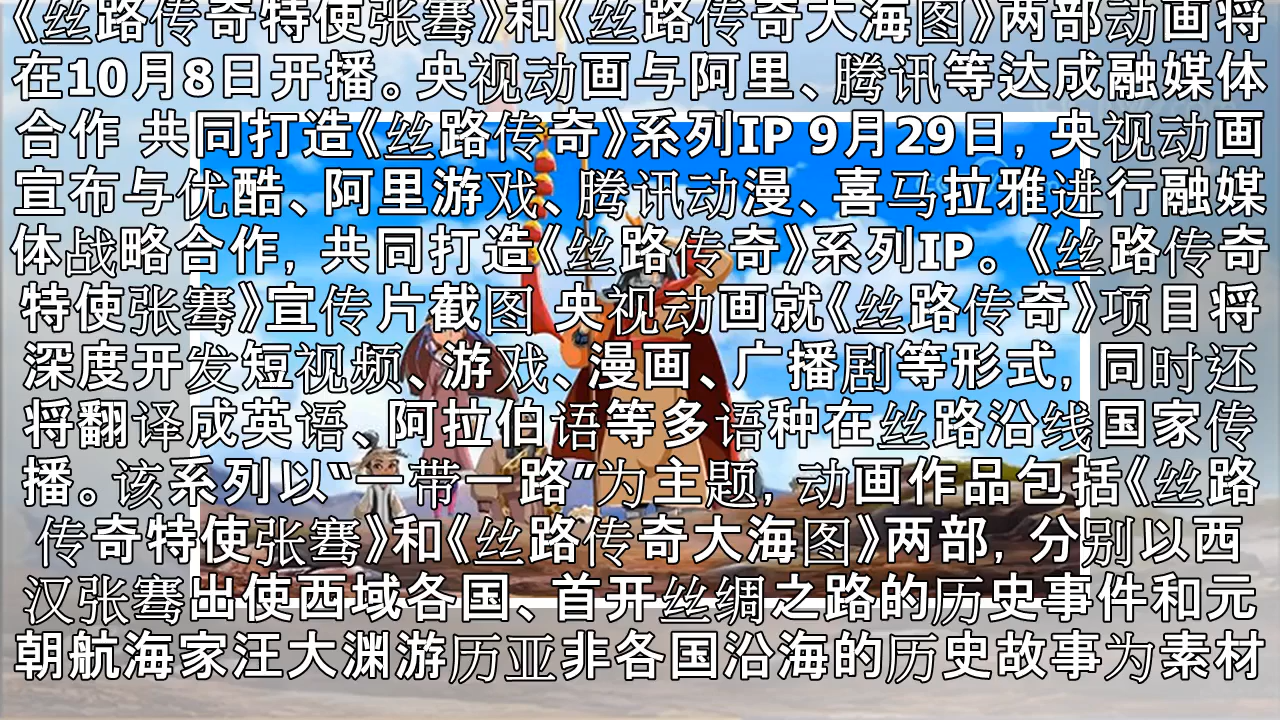 《丝路传奇特使张骞》和《丝路传奇大海图》两部动画将
在10月8日开播。央视动画与阿里、腾讯等达成融媒体
合作 共同打造《丝路传奇》系列IP 9月29日, 央视动画
宣布与优酷、阿里游戏、腾讯动漫、喜马拉雅进行融媒
体战略合作, 共同打造《丝路传奇》系列IP。《丝路传奇
特使张骞》宣传片截图 央视动画就《丝路传奇》项目将
深度开发短视频、游戏、漫画、广播剧等形式, 同时还
将翻译成英语、阿拉伯语等多语种在丝路沿线国家传
播。该系列以“一带一路”为主题, 动画作品包括《丝路
传奇特使张骞》和《丝路传奇大海图》两部, 分别以西
汉张骞出使西域各国、首开丝绸之路的历史事件和元
朝航海家汪大渊游历亚非各国沿海的历史故事为素材